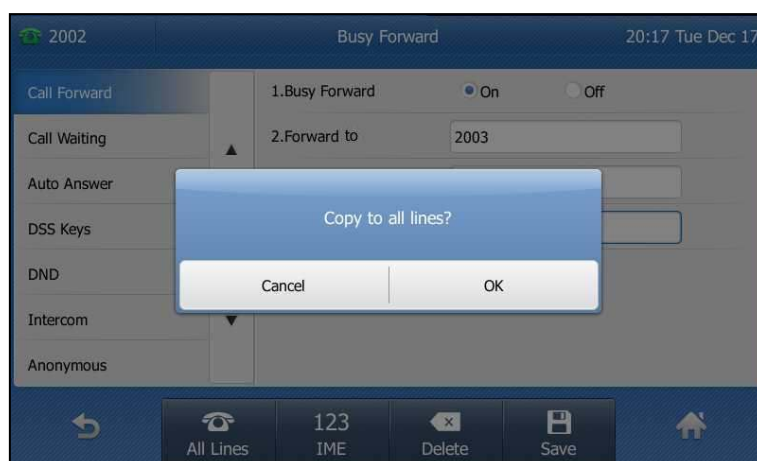 2002
Busy Forward
20:17 Tue Dec 17
Call Forward
Call Waiting
Auto Answer
DSS Keys
DND
Intercom
Anonymous
1.Busy Forward
On
Off
2.Forward to
2003
Copy to all lines?
Cancel
OK
All Lines
123
IME
Delete
Save